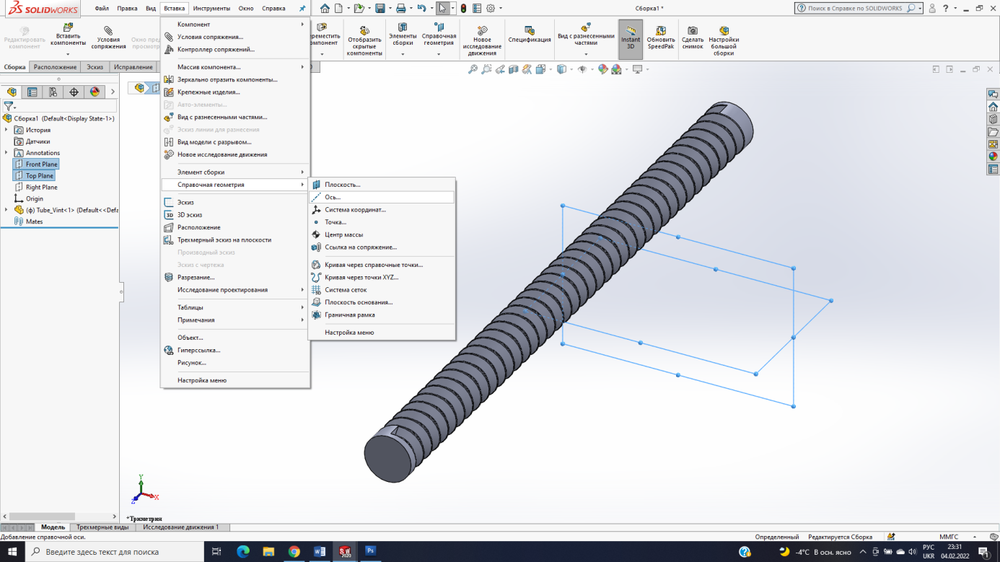 SOLIDWORKS
Файл Правка Вид Вставка Инструменты Окно Справка
Сборка1 *
Поиск в Справке по SOLIDWORKS
Редактировать компонент
Вставить компоненты
Условия сопряжения
Отобразить скрытые компоненты
Элементы сборки
Справочная геометрия
Новое исследование движения
Спецификация
Вид с разнесенными частями
Instant 3D
Обновить SpeedPak
Сделать снимок
Настройки большой сборки
Сборка Расположение Эскиз Исправление
Сборка1 (Default<Display State-1>)
История
Датчики
Annotations
Front Plane
Top Plane
Right Plane
Origin
(ф) Tube_Vint<1> (Default<<Defa
Mates
Компонент
Условия сопряжения...
Контроллер сопряжений...
Массив компонента...
Зеркально отразить компоненты...
Крепежные изделия...
Авто-элементы...
Вид с разнесенными частями...
Эскиз линии для разнесения
Вид модели с разрывом...
Новое исследование движения
Элемент сборки
Справочная геометрия
Эскиз
3D эскиз
Расположение
Трехмерный эскиз на плоскости
Производный эскиз
Эскиз с чертежа
Разрезание...
Исследование проектирования
Таблицы
Примечания
Объект...
Гиперссылка...
Рисунок...
Настройка меню
Плоскость...
Ось...
Система координат...
Точка...
Центр массы
Ссылка на сопряжение...
Кривая через справочные точки...
Кривая через точки XYZ...
Система сеток
Плоскость основания...
Граничная рамка
Настройка меню
Y
X
Z
*Триметрия
Модель Трехмерные виды Исследование движения 1
Добавление справочной оси.
Определенный Редактируется Сборка ММГС
Введите здесь текст для поиска
-4°C В осн. ясно
РУС
UKR
23:31
04.02.2022